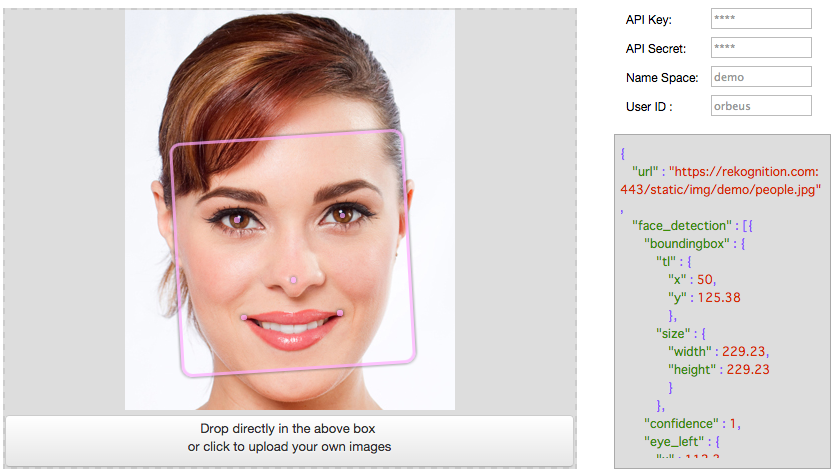 API Key: ****
API Secret: ****
Name Space: demo
User ID : orbeus
{
"url" : "https://rekognition.com:
443/static/img/demo/people.jpg"
,
"face_detection" : [{
"boundingbox" : {
"tl" : {
"x" : 50,
"y" : 125.38
},
"size" : {
"width" : 229.23,
"height" : 229.23
}
},
"confidence" : 1,
"eye_left" : {
Drop directly in the above box
or click to upload your own images